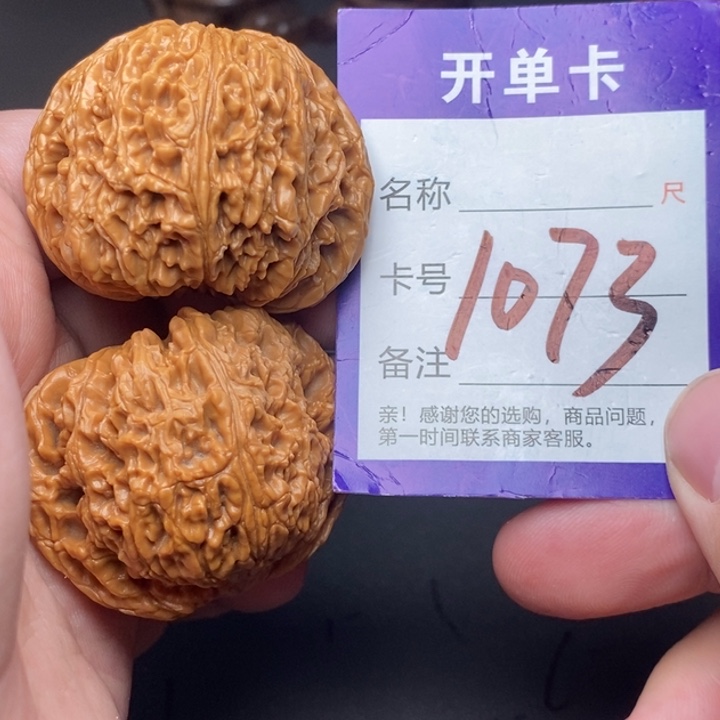 开单卡
名称 尺
卡号 1073
备注
亲！感谢您的选购，商品问题，
第一时间联系商家客服。